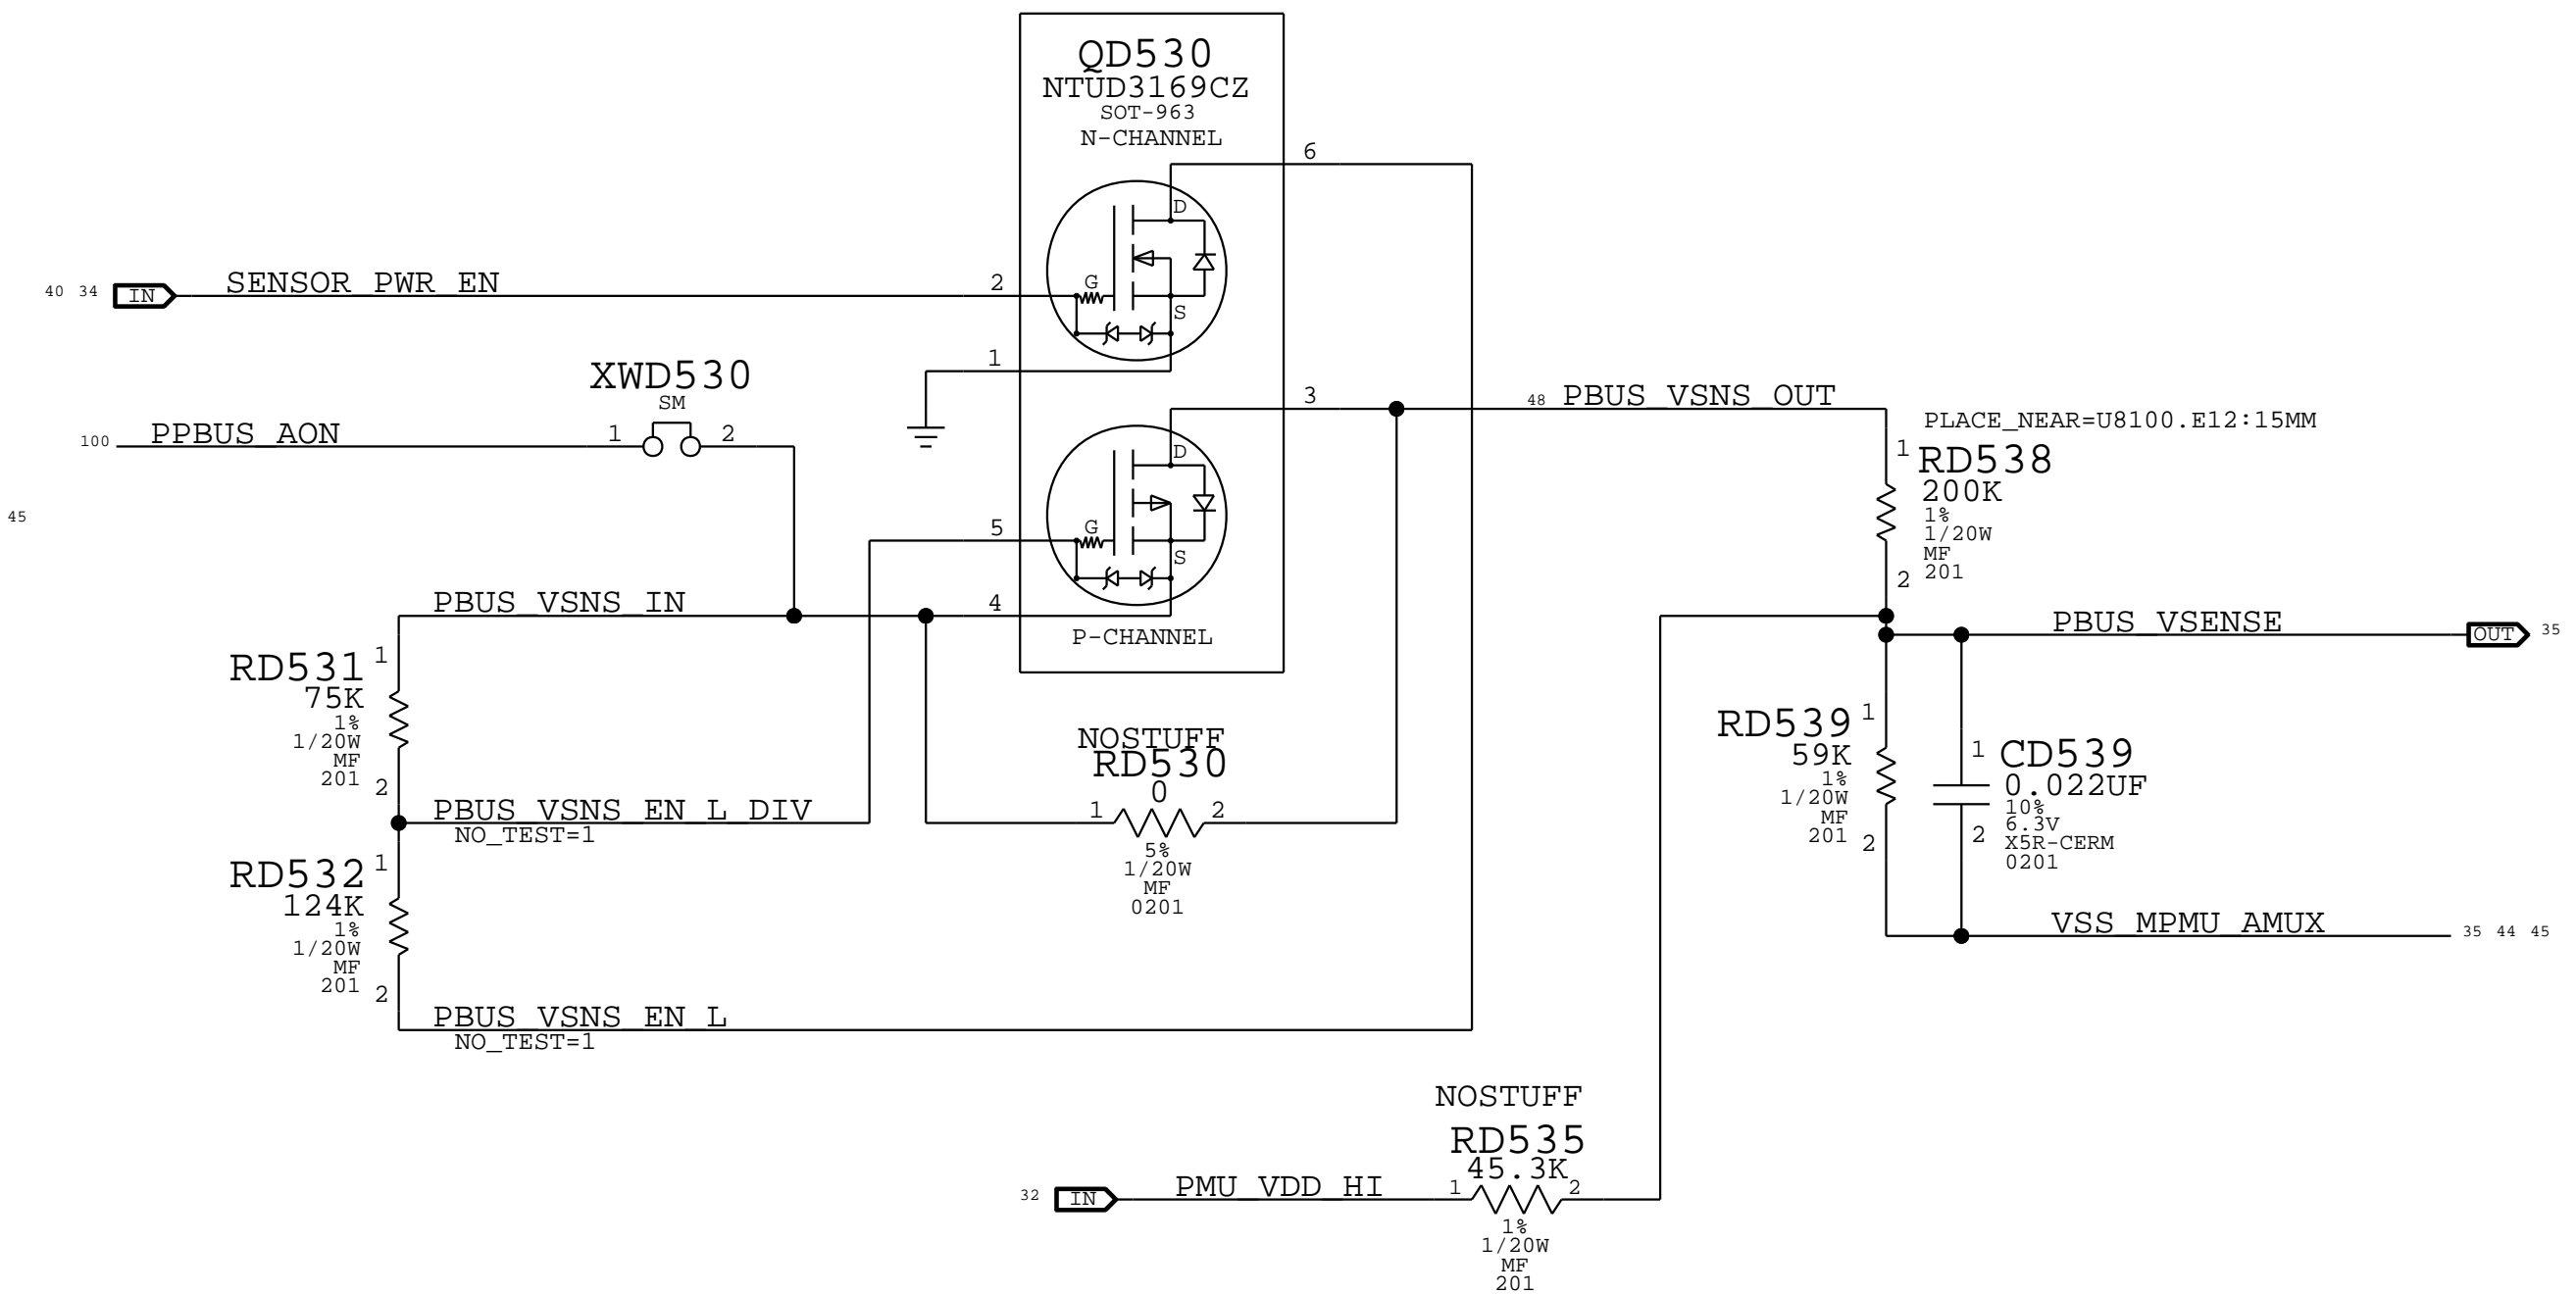 QD530
NTUD3169CZ
SOT-963
N-CHANNEL
6
D
40 34 IN SENSOR_PWR_EN 2 G
S
1
XWD530
SM
100 PPBUS_AON 1 2
3 48 PBUS_VSNS_OUT
PLACE_NEAR=U8100.E12:15MM
1 RD538
200K
1%
1/20W
MF
201
2
D
45
5 G
S
PBUS_VSNS_IN 4
P-CHANNEL
PBUS_VSENSE OUT 35
RD531 1
75K
1%
1/20W
MF
201
2
NOSTUFF
RD530
0
1 2
5%
1/20W
MF
0201
RD539 1
59K
1%
1/20W
MF
201
2
1 CD539
0.022UF
10%
6.3V
2 X5R-CERM
0201
PBUS_VSNS_EN_L_DIV
NO_TEST=1
RD532 1
124K
1%
1/20W
MF
201
2
VSS_MPMU_AMUX 35 44 45
PBUS_VSNS_EN_L
NO_TEST=1
NOSTUFF
RD535
45.3K
32 IN PMU_VDD_HI 1 2
1%
1/20W
MF
201